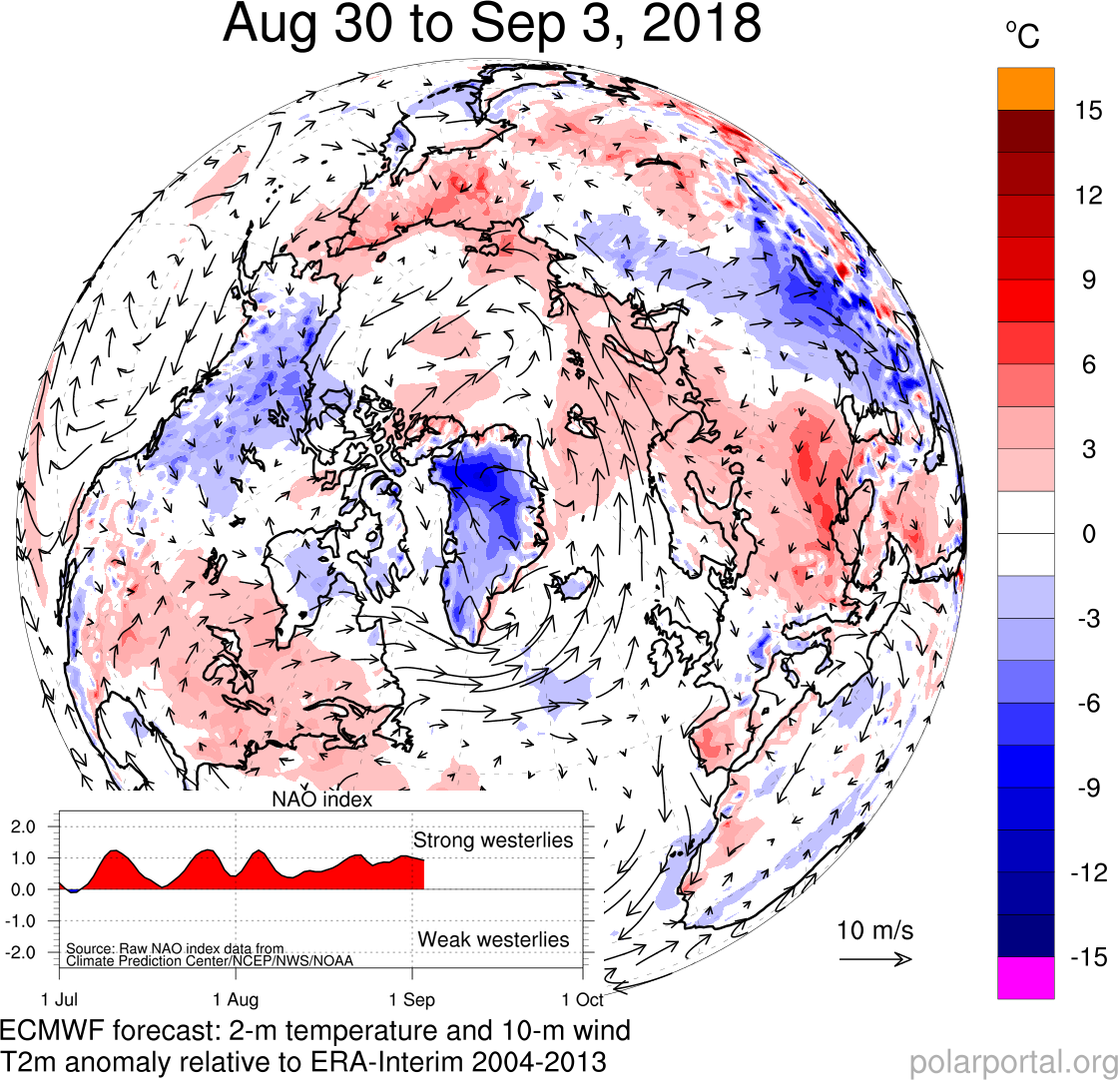 Aug 30 to Sep 3, 2018
°C
15
12
9
6
3
0
-3
-6
-9
-12
-15
10 m/s
NAO index
2.0
1.0
0.0
-1.0
-2.0
Strong westerlies
Weak westerlies
Source: Raw NAO index data from
Climate Prediction Center/NCEP/NWS/NOAA
1 Jul
1 Aug
1 Sep
1 Oct
ECMWF forecast: 2-m temperature and 10-m wind
T2m anomaly relative to ERA-Interim 2004-2013
polarportal.org